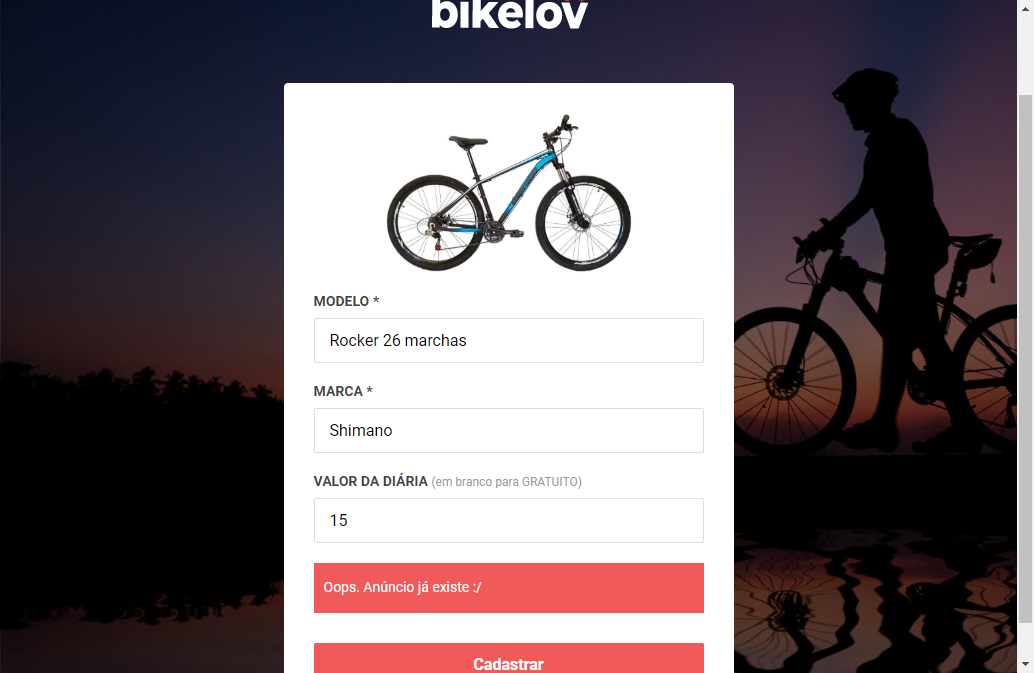 bikelov
MODELO *
Rocker 26 marchas
MARCA *
Shimano
VALOR DA DIÁRIA (em branco para GRATUITO)
15
Oops. Anúncio já existe :/
Cadastrar